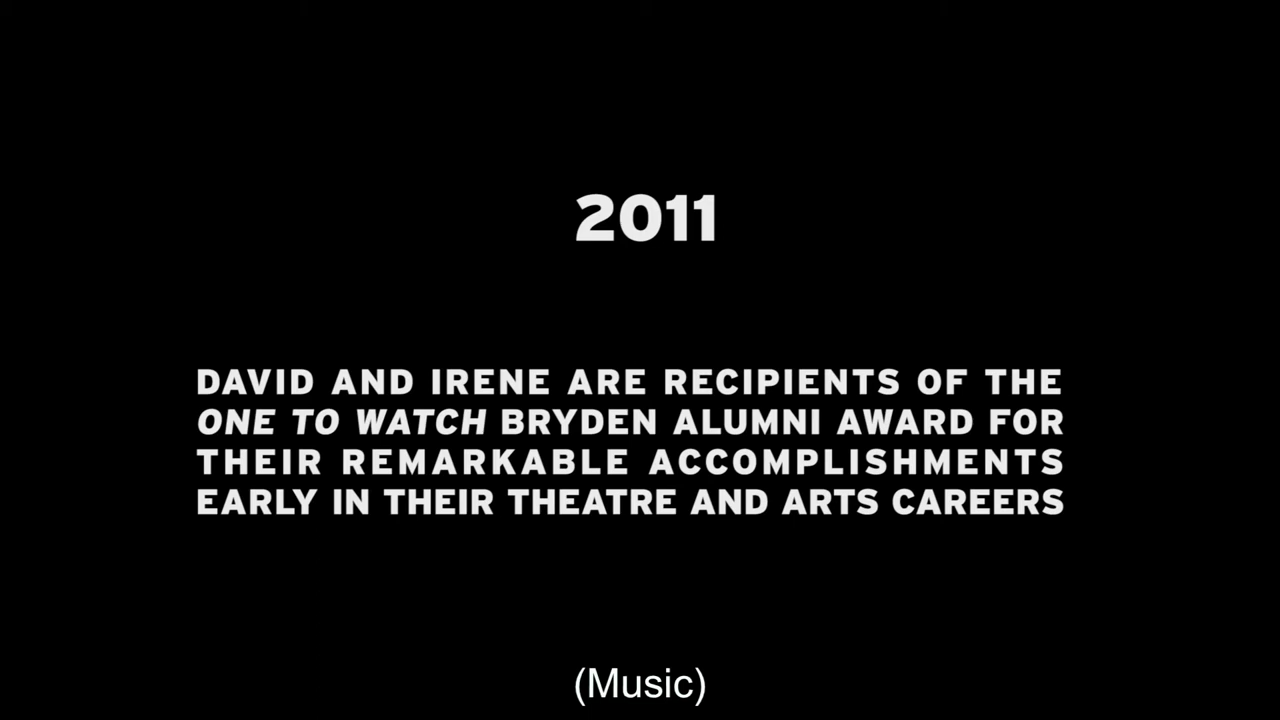 2011
DAVID AND IRENE ARE RECIPIENTS OF THE
ONE TO WATCH BRYDEN ALUMNI AWARD FOR
THEIR REMARKABLE ACCOMPLISHMENTS
EARLY IN THEIR THEATRE AND ARTS CAREERS
(Music)